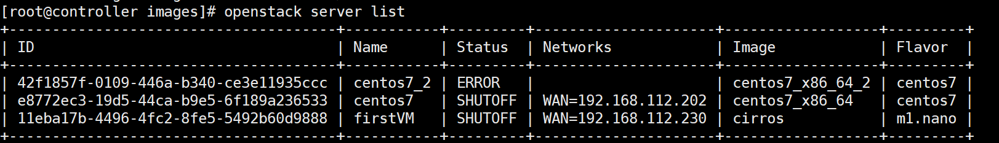 [root@controller images]# openstack server list
+--------------------------------------+-----------+---------+---------------------+------------------+---------+
| ID                                   | Name      | Status  | Networks            | Image            | Flavor  |
+--------------------------------------+-----------+---------+---------------------+------------------+---------+
| 42f1857f-0109-446a-b340-ce3e11935ccc | centos7_2 | ERROR   |                     | centos7_x86_64_2 | centos7 |
| e8772ec3-19d5-44ca-b9e5-6f189a236533 | centos7   | SHUTOFF | WAN=192.168.112.202 | centos7_x86_64   | centos7 |
| 11eba17b-4496-4fc2-8fe5-5492b60d9888 | firstVM   | SHUTOFF | WAN=192.168.112.230 | cirros           | m1.nano |
+--------------------------------------+-----------+---------+---------------------+------------------+---------+